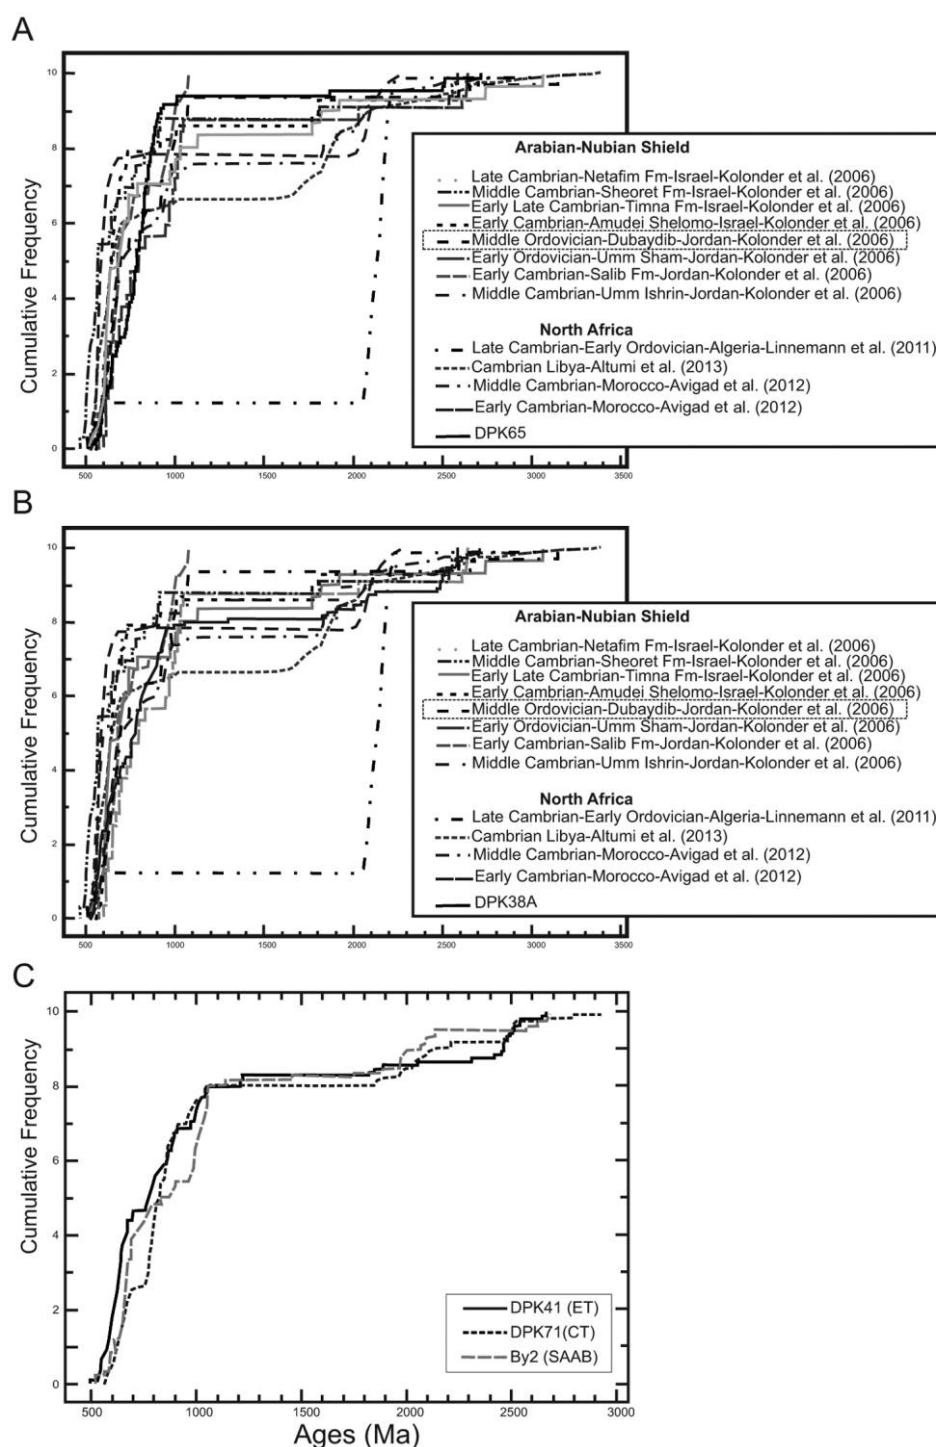 A
Cumulative Frequency
10
8
6
4
2
0
500 1000 1500 2000 2500 3000 3500
Arabian-Nubian Shield
Late Cambrian-Netafim Fm-Israel-Kolonder et al. (2006)
Middle Cambrian-Sheoret Fm-Israel-Kolonder et al. (2006)
Early Late Cambrian-Timna Fm-Israel-Kolonder et al. (2006)
Early Cambrian-Amudei Shelomo-Israel-Kolonder et al. (2006)
Middle Ordovician-Dubaydib-Jordan-Kolonder et al. (2006)
Early Ordovician-Umm Sham-Jordan-Kolonder et al. (2006)
Early Cambrian-Salib Fm-Jordan-Kolonder et al. (2006)
Middle Cambrian-Umm Ishrin-Jordan-Kolonder et al. (2006)
North Africa
Late Cambrian-Early Ordovician-Algeria-Linnemann et al. (2011)
Cambrian Libya-Altumi et al. (2013)
Middle Cambrian-Morocco-Avigad et al. (2012)
Early Cambrian-Morocco-Avigad et al. (2012)
DPK65
B
Cumulative Frequency
10
8
6
4
2
0
500 1000 1500 2000 2500 3000 3500
Arabian-Nubian Shield
Late Cambrian-Netafim Fm-Israel-Kolonder et al. (2006)
Middle Cambrian-Sheoret Fm-Israel-Kolonder et al. (2006)
Early Late Cambrian-Timna Fm-Israel-Kolonder et al. (2006)
Early Cambrian-Amudei Shelomo-Israel-Kolonder et al. (2006)
Middle Ordovician-Dubaydib-Jordan-Kolonder et al. (2006)
Early Ordovician-Umm Sham-Jordan-Kolonder et al. (2006)
Early Cambrian-Salib Fm-Jordan-Kolonder et al. (2006)
Middle Cambrian-Umm Ishrin-Jordan-Kolonder et al. (2006)
North Africa
Late Cambrian-Early Ordovician-Algeria-Linnemann et al. (2011)
Cambrian Libya-Altumi et al. (2013)
Middle Cambrian-Morocco-Avigad et al. (2012)
Early Cambrian-Morocco-Avigad et al. (2012)
DPK38A
C
Cumulative Frequency
10
8
6
4
2
0
500 1000 1500 2000 2500 3000
DPK41 (ET)
DPK71(CT)
By2 (SAAB)
Ages (Ma)